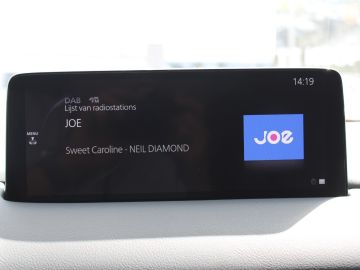 14:19
DAB
Lijst van radiostations
JOE
MENU
Sweet Caroline - NEIL DIAMOND
JOE